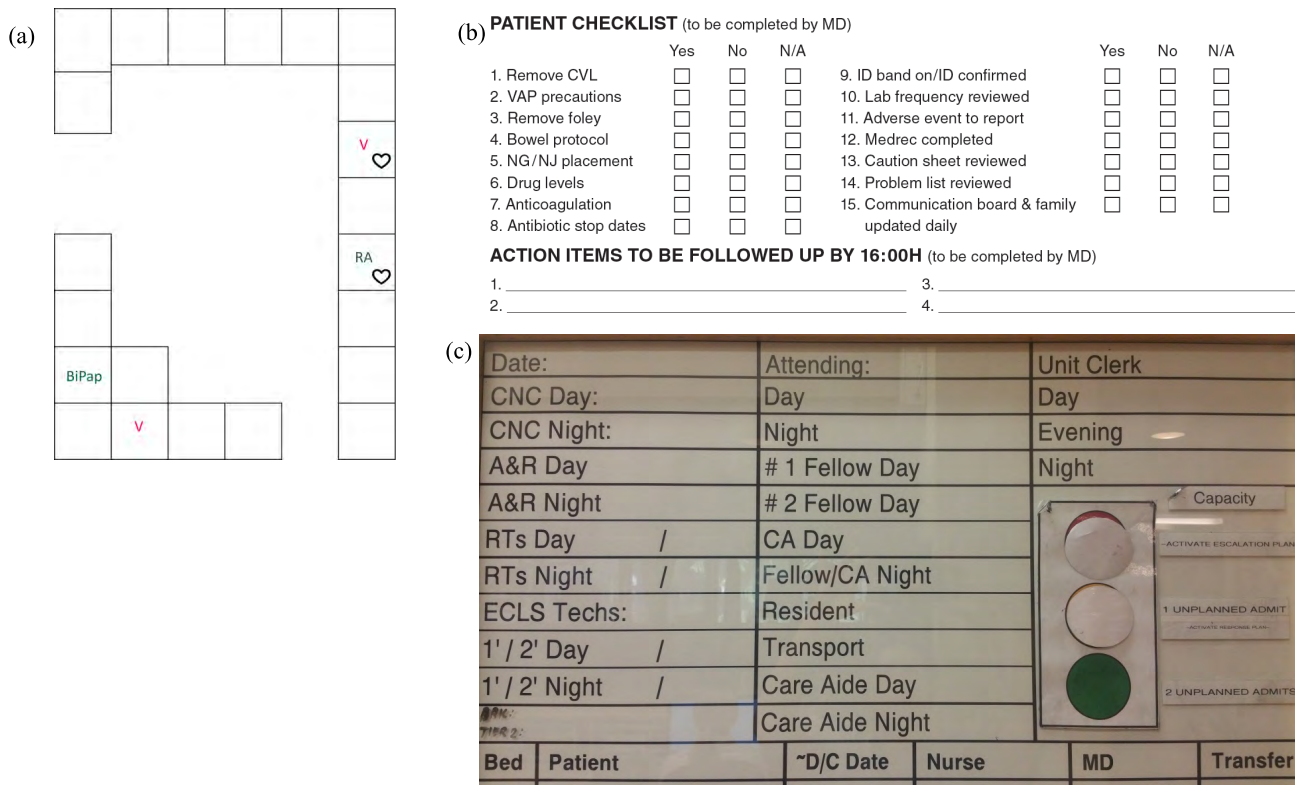 (a)
V
RA
BiPap
V
(b)
PATIENT CHECKLIST (to be completed by MD)
Yes No N/A
1. Remove CVL
2. VAP precautions
3. Remove foley
4. Bowel protocol
5. NG/NJ placement
6. Drug levels
7. Anticoagulation
8. Antibiotic stop dates
Yes No N/A
9. ID band on/ID confirmed
10. Lab frequency reviewed
11. Adverse event to report
12. Medrec completed
13. Caution sheet reviewed
14. Problem list reviewed
15. Communication board & family
updated daily
ACTION ITEMS TO BE FOLLOWED UP BY 16:00H (to be completed by MD)
1.
2.
3.
4.
(c)
Date:
CNC Day:
CNC Night:
A&R Day
A&R Night
RTs Day /
RTs Night /
ECLS Techs:
1' / 2' Day /
1' / 2' Night /
TIER 2:
Attending:
Day
Night
# 1 Fellow Day
# 2 Fellow Day
CA Day
Fellow/CA Night
Resident
Transport
Care Aide Day
Care Aide Night
Unit Clerk
Day
Evening
Night
Capacity
-ACTIVATE ESCALATION PLAN
1 UNPLANNED ADMIT
-ACTIVATE RESPONSE PLAN-
2 UNPLANNED ADMITS
Bed Patient ~D/C Date Nurse MD Transfer